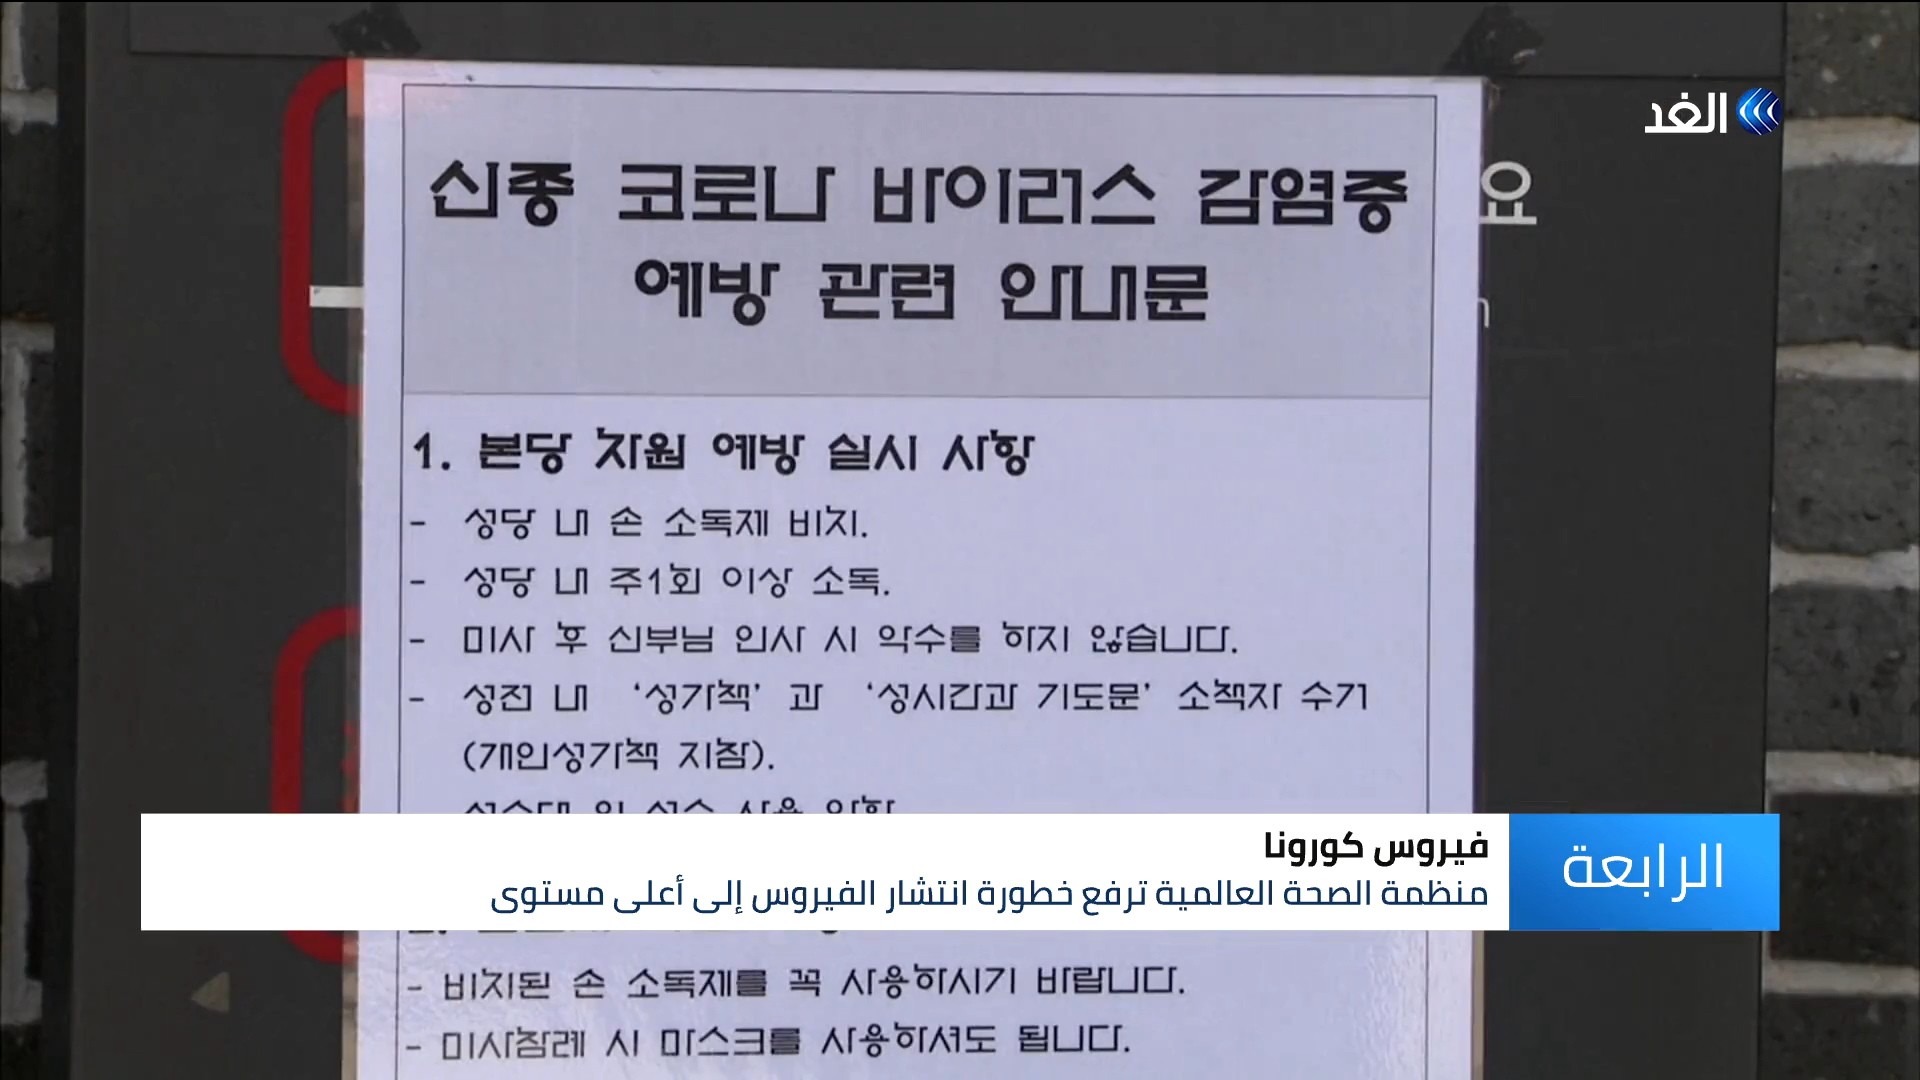 الغد
요
신종 코로나 바이러스 감염증
예방 관련 안내문
1. 본당 차원 예방 실시 사항
- 성당 내 손 소독제 비치.
- 성당 내 주1회 이상 소독.
- 미사 후 신부님 인사 시 악수를 하지 않습니다.
- 성전 내 ‘성가책’ 과 ‘성시간과 기도문’ 소책자 수거
(개인성가책 지참).
فيروس كورونا
منظمة الصحة العالمية ترفع خطورة انتشار الفيروس إلى أعلى مستوى
الرابعة
- 비치된 손 소독제를 꼭 사용하시기 바랍니다.
- 미사참례 시 마스크를 사용하셔도 됩니다.